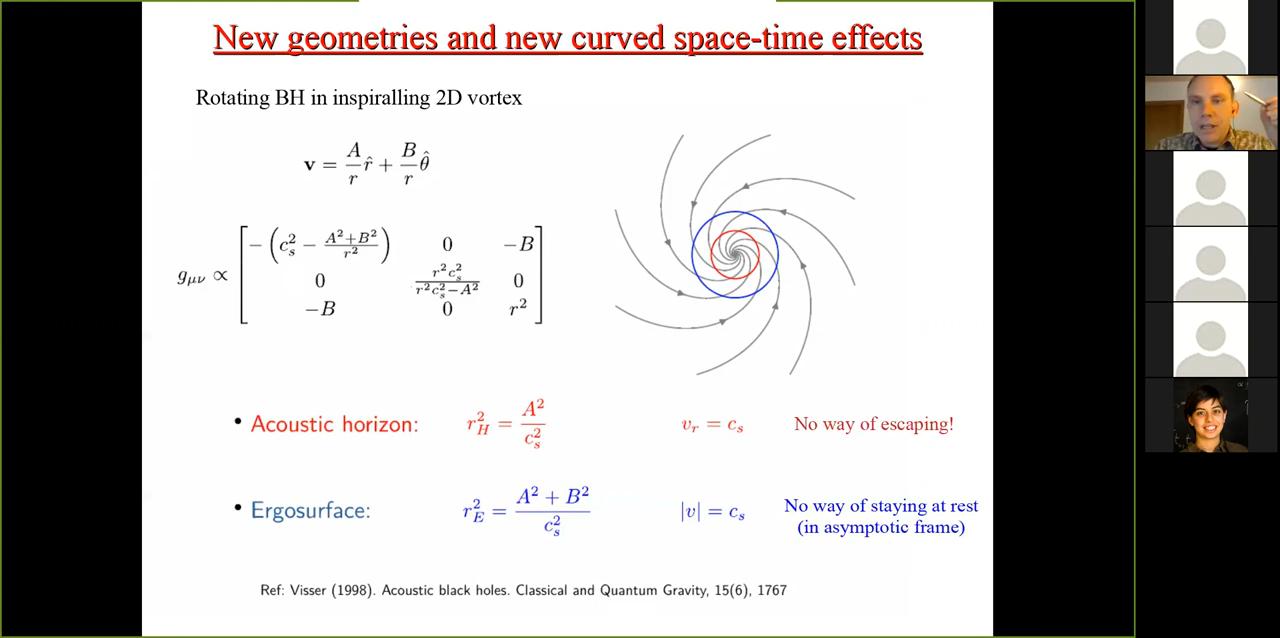 New geometries and new curved space-time effects
Rotating BH in inspiralling 2D vortex
v = A/r r̂ + B/r θ̂
g_μν ∝ [ −(c_s² − (A²+B²)/r²) 0 −B
0 r²c_s²/(r²c_s²−A²) 0
−B 0 r² ]
• Acoustic horizon: r_H² = A²/c_s² v_r = c_s No way of escaping!
• Ergosurface: r_E² = (A² + B²)/c_s² |v| = c_s No way of staying at rest
(in asymptotic frame)
Ref: Visser (1998). Acoustic black holes. Classical and Quantum Gravity, 15(6), 1767